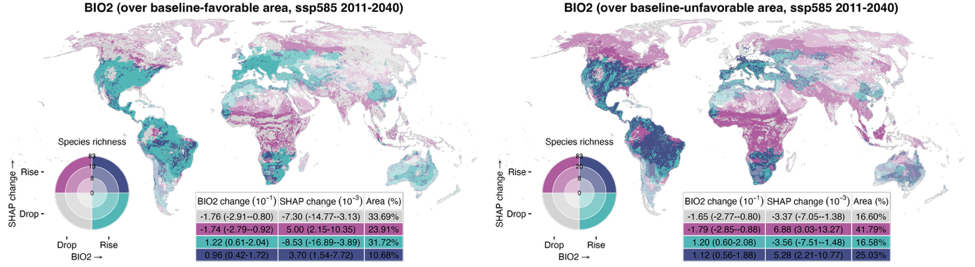 BIO2 (over baseline-favorable area, ssp585 2011-2040)
Species richness
83
10
8
0
SHAP change →
Rise
Drop
Drop
Rise
BIO2 →
BIO2 change (10⁻¹) SHAP change (10⁻³) Area (%)
-1.76 (-2.91--0.80) -7.30 (-14.77--3.13) 33.69%
-1.74 (-2.79--0.92) 5.00 (2.15-10.35) 23.91%
1.22 (0.61-2.04) -8.53 (-16.89--3.89) 31.72%
0.96 (0.42-1.72) 3.70 (1.54-7.72) 10.68%
BIO2 (over baseline-unfavorable area, ssp585 2011-2040)
Species richness
SHAP change →
Rise
Drop
Drop
Rise
BIO2 →
BIO2 change (10⁻¹) SHAP change (10⁻³) Area (%)
-1.65 (-2.77--0.80) -3.37 (-7.05--1.38) 16.60%
-1.79 (-2.85--0.88) 6.88 (3.03-13.27) 41.79%
1.20 (0.60-2.08) -3.56 (-7.51--1.48) 16.58%
1.12 (0.56-1.88) 5.28 (2.21-10.77) 25.03%